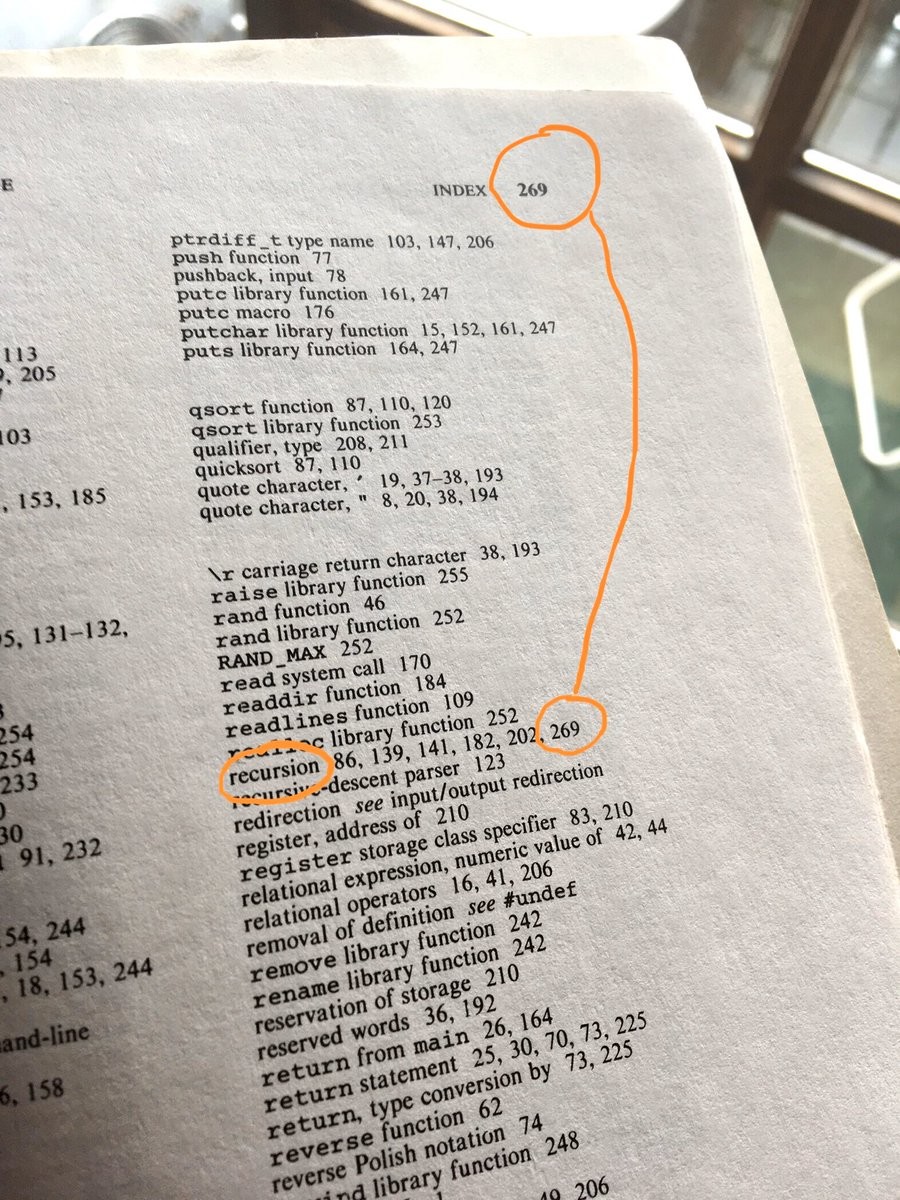 E
INDEX 269
113
, 205
103
, 153, 185
5, 131–132,
254
254
233
0
30
91, 232
54, 244
, 154
, 18, 153, 244
and-line
6, 158
ptrdiff_t type name 103, 147, 206
push function 77
pushback, input 78
putc library function 161, 247
putc macro 176
putchar library function 15, 152, 161, 247
puts library function 164, 247
qsort function 87, 110, 120
qsort library function 253
qualifier, type 208, 211
quicksort 87, 110
quote character, ' 19, 37–38, 193
quote character, " 8, 20, 38, 194
\r carriage return character 38, 193
raise library function 255
rand function 46
rand library function 252
RAND_MAX 252
read system call 170
readdir function 184
readlines function 109
realloc library function 252
recursion 86, 139, 141, 182, 202, 269
recursive-descent parser 123
redirection see input/output redirection
register, address of 210
register storage class specifier 83, 210
relational expression, numeric value of 42, 44
relational operators 16, 41, 206
removal of definition see #undef
remove library function 242
rename library function 242
reservation of storage 210
reserved words 36, 192
return from main 26, 164
return statement 25, 30, 70, 73, 225
return, type conversion by 73, 225
reverse function 62
reverse Polish notation 74
library function 248
49, 206